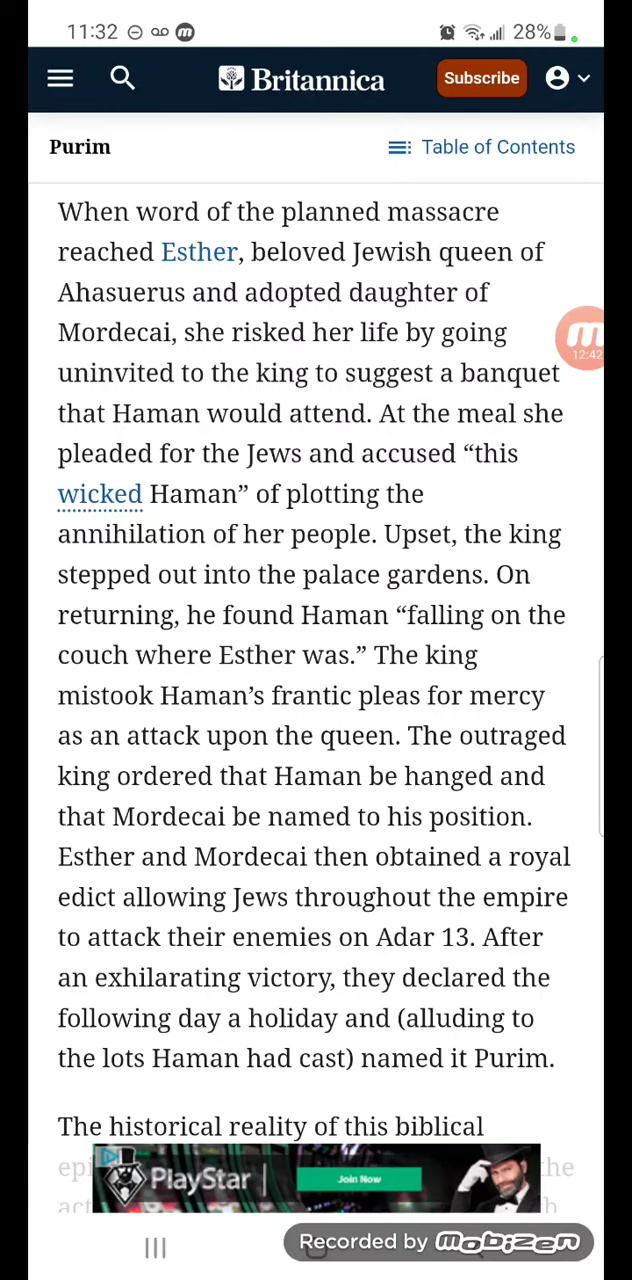 11:32
28%
Britannica
Subscribe
Purim
Table of Contents
When word of the planned massacre
reached Esther, beloved Jewish queen of
Ahasuerus and adopted daughter of
Mordecai, she risked her life by going
12:42
uninvited to the king to suggest a banquet
that Haman would attend. At the meal she
pleaded for the Jews and accused “this
wicked Haman” of plotting the
annihilation of her people. Upset, the king
stepped out into the palace gardens. On
returning, he found Haman “falling on the
couch where Esther was.” The king
mistook Haman’s frantic pleas for mercy
as an attack upon the queen. The outraged
king ordered that Haman be hanged and
that Mordecai be named to his position.
Esther and Mordecai then obtained a royal
edict allowing Jews throughout the empire
to attack their enemies on Adar 13. After
an exhilarating victory, they declared the
following day a holiday and (alluding to
the lots Haman had cast) named it Purim.
The historical reality of this biblical
PlayStar
Join Now
Recorded by mobizen